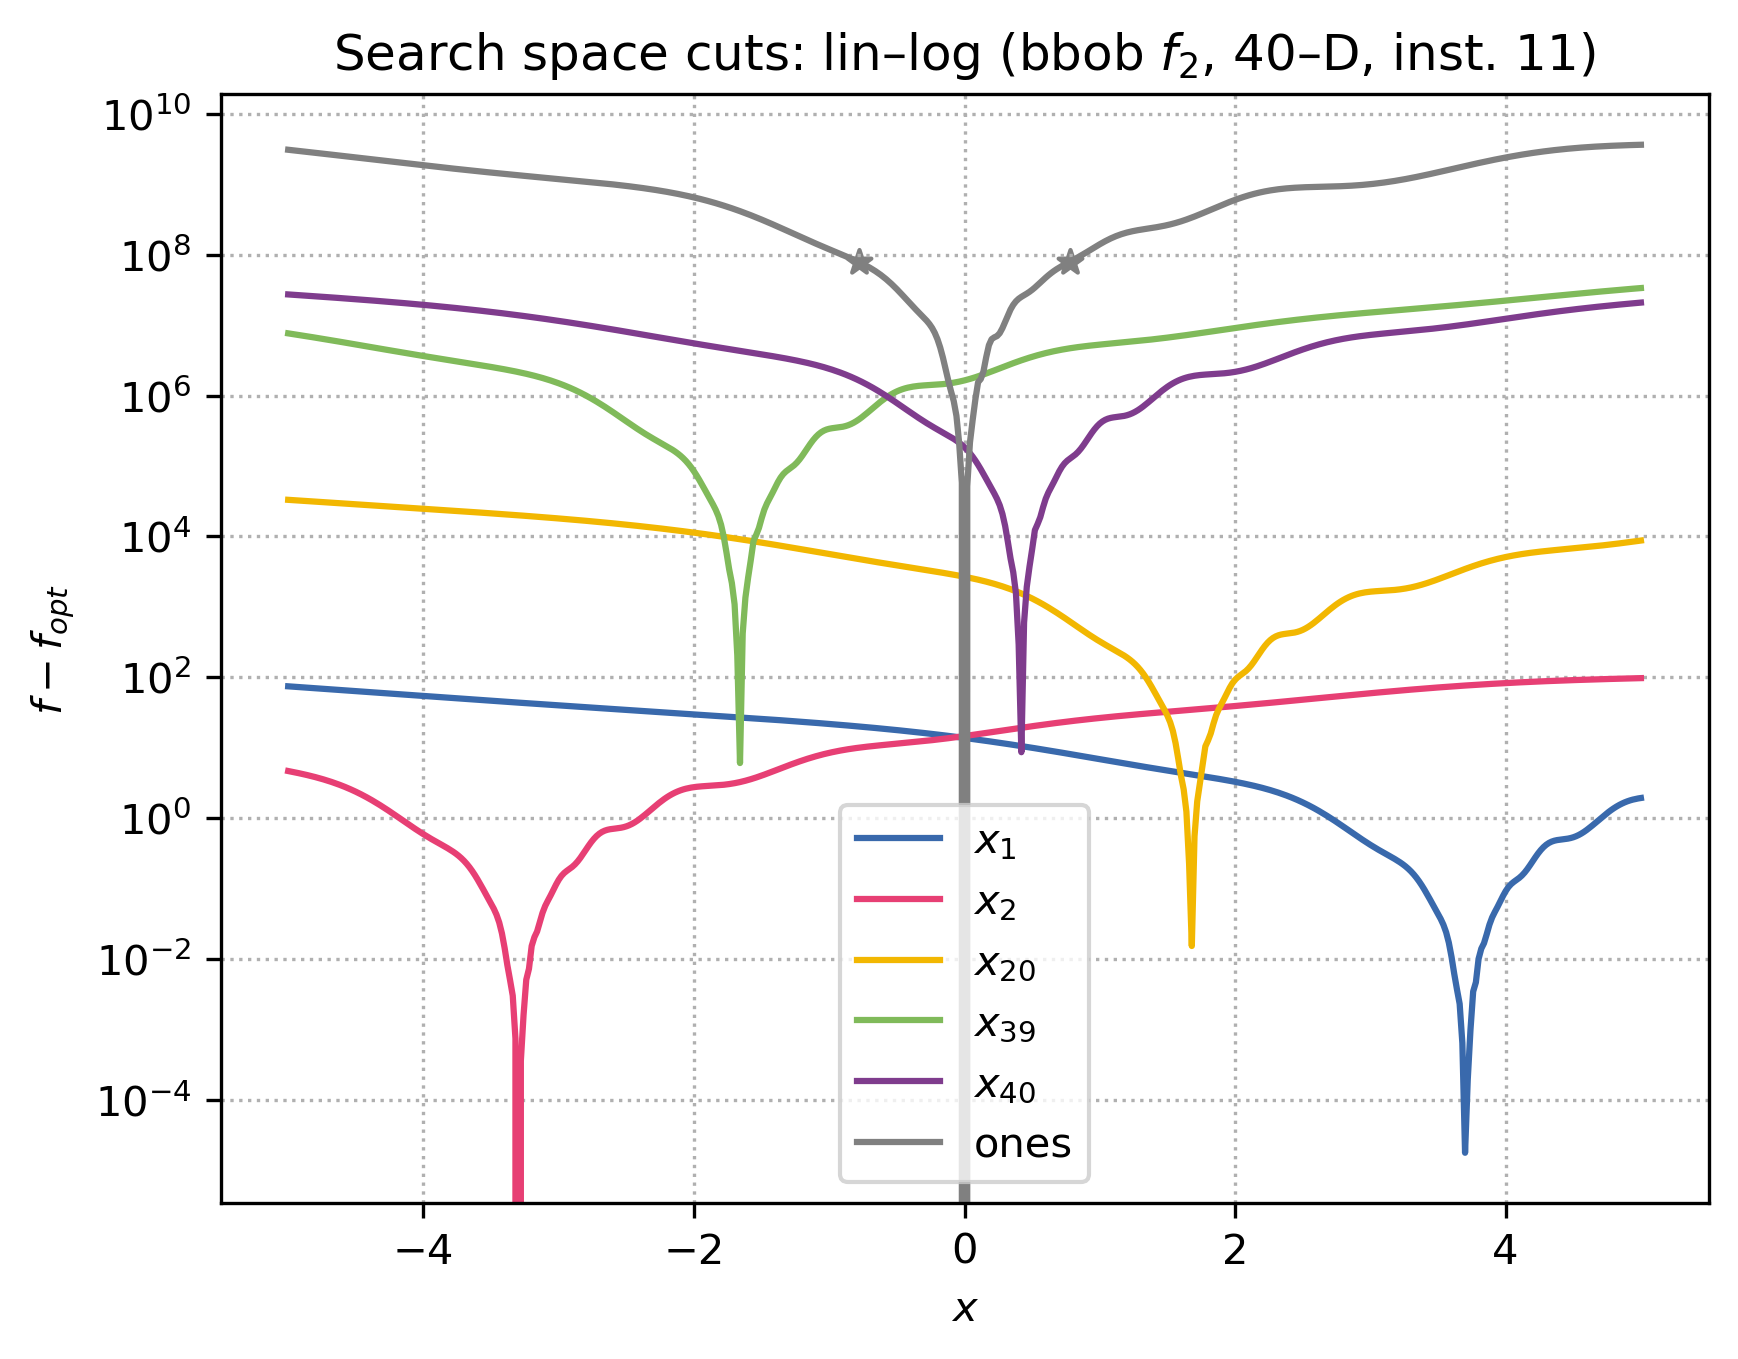 Search space cuts: lin–log (bbob f₂, 40–D, inst. 11)
10¹⁰
10⁸
10⁶
10⁴
10²
10⁰
10⁻²
10⁻⁴
f − fₒₚₜ
x₁
x₂
x₂₀
x₃₉
x₄₀
ones
−4 −2 0 2 4
x